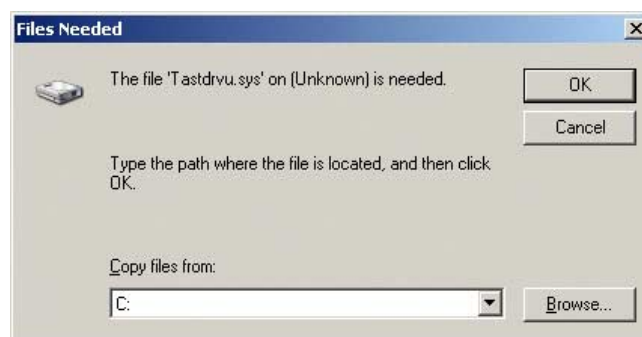 Files Needed
The file 'Tastdrvu.sys' on (Unknown) is needed.
OK
Cancel
Type the path where the file is located, and then click
OK.
Copy files from:
C:
Browse...